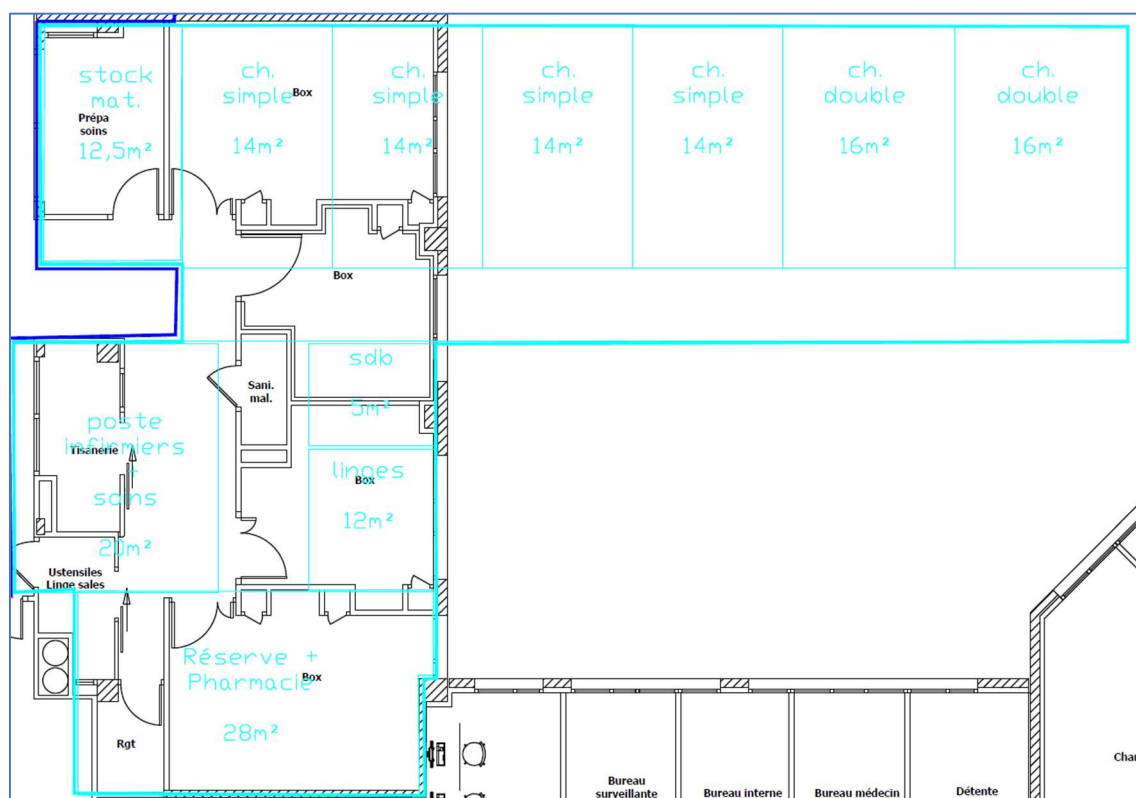 stock
mat.
Prépa
soins
12,5m²
ch.
simple
Box
14m²
ch.
simple
14m²
ch.
simple
14m²
ch.
simple
14m²
ch.
double
16m²
ch.
double
16m²
Box
sdb
5m²
Sani.
mal.
poste
infirmiers
Tisanerie
+
soins
20m²
linges
Box
12m²
Ustensiles
Linge sales
Réserve +
Pharmacie
Box
28m²
Rgt
Bureau
surveillante
Bureau interne
Bureau médecin
Détente
Char